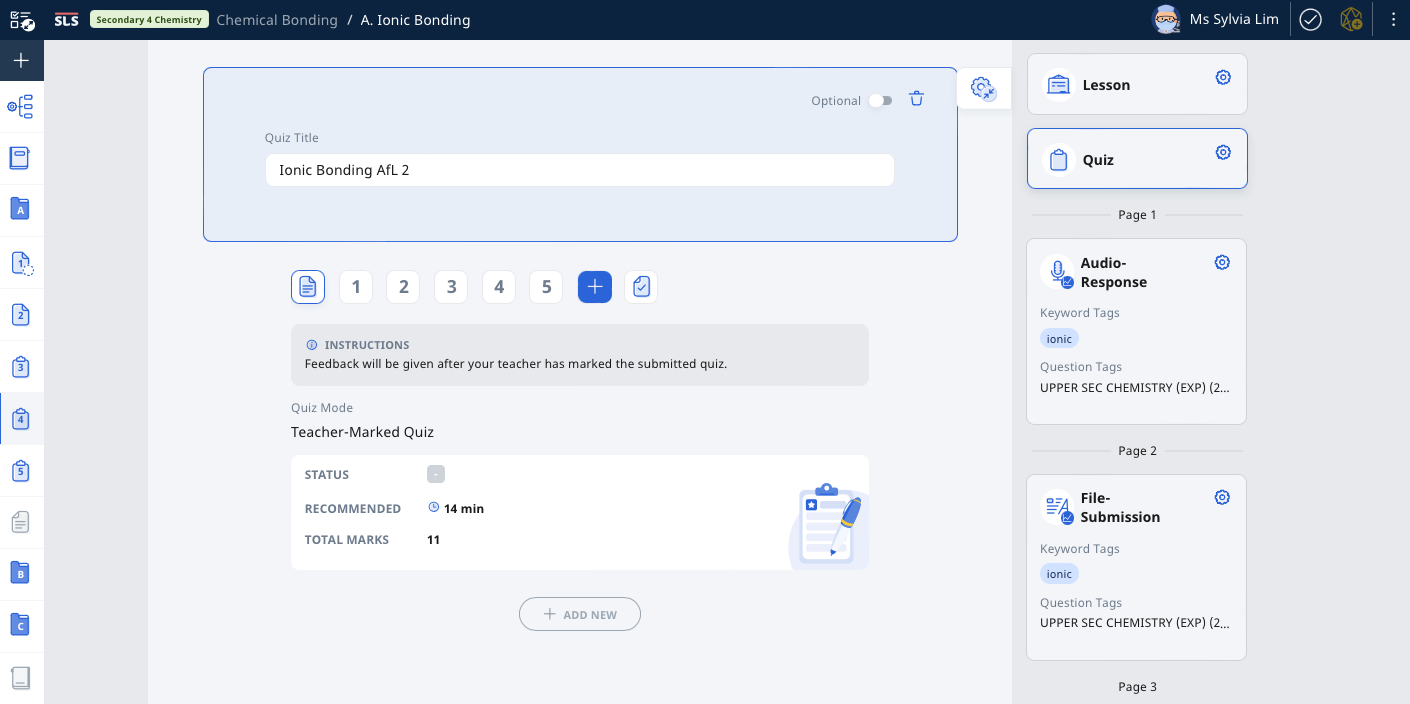 SLS
Secondary 4 Chemistry
Chemical Bonding / A. Ionic Bonding
Ms Sylvia Lim
A
1
2
3
4
5
B
C
Optional
Quiz Title
Ionic Bonding AfL 2
1 2 3 4 5
INSTRUCTIONS
Feedback will be given after your teacher has marked the submitted quiz.
Quiz Mode
Teacher-Marked Quiz
STATUS -
RECOMMENDED 14 min
TOTAL MARKS 11
ADD NEW
Lesson
Quiz
Page 1
Audio-
Response
Keyword Tags
ionic
Question Tags
UPPER SEC CHEMISTRY (EXP) (2...
Page 2
File-
Submission
Keyword Tags
ionic
Question Tags
UPPER SEC CHEMISTRY (EXP) (2...
Page 3